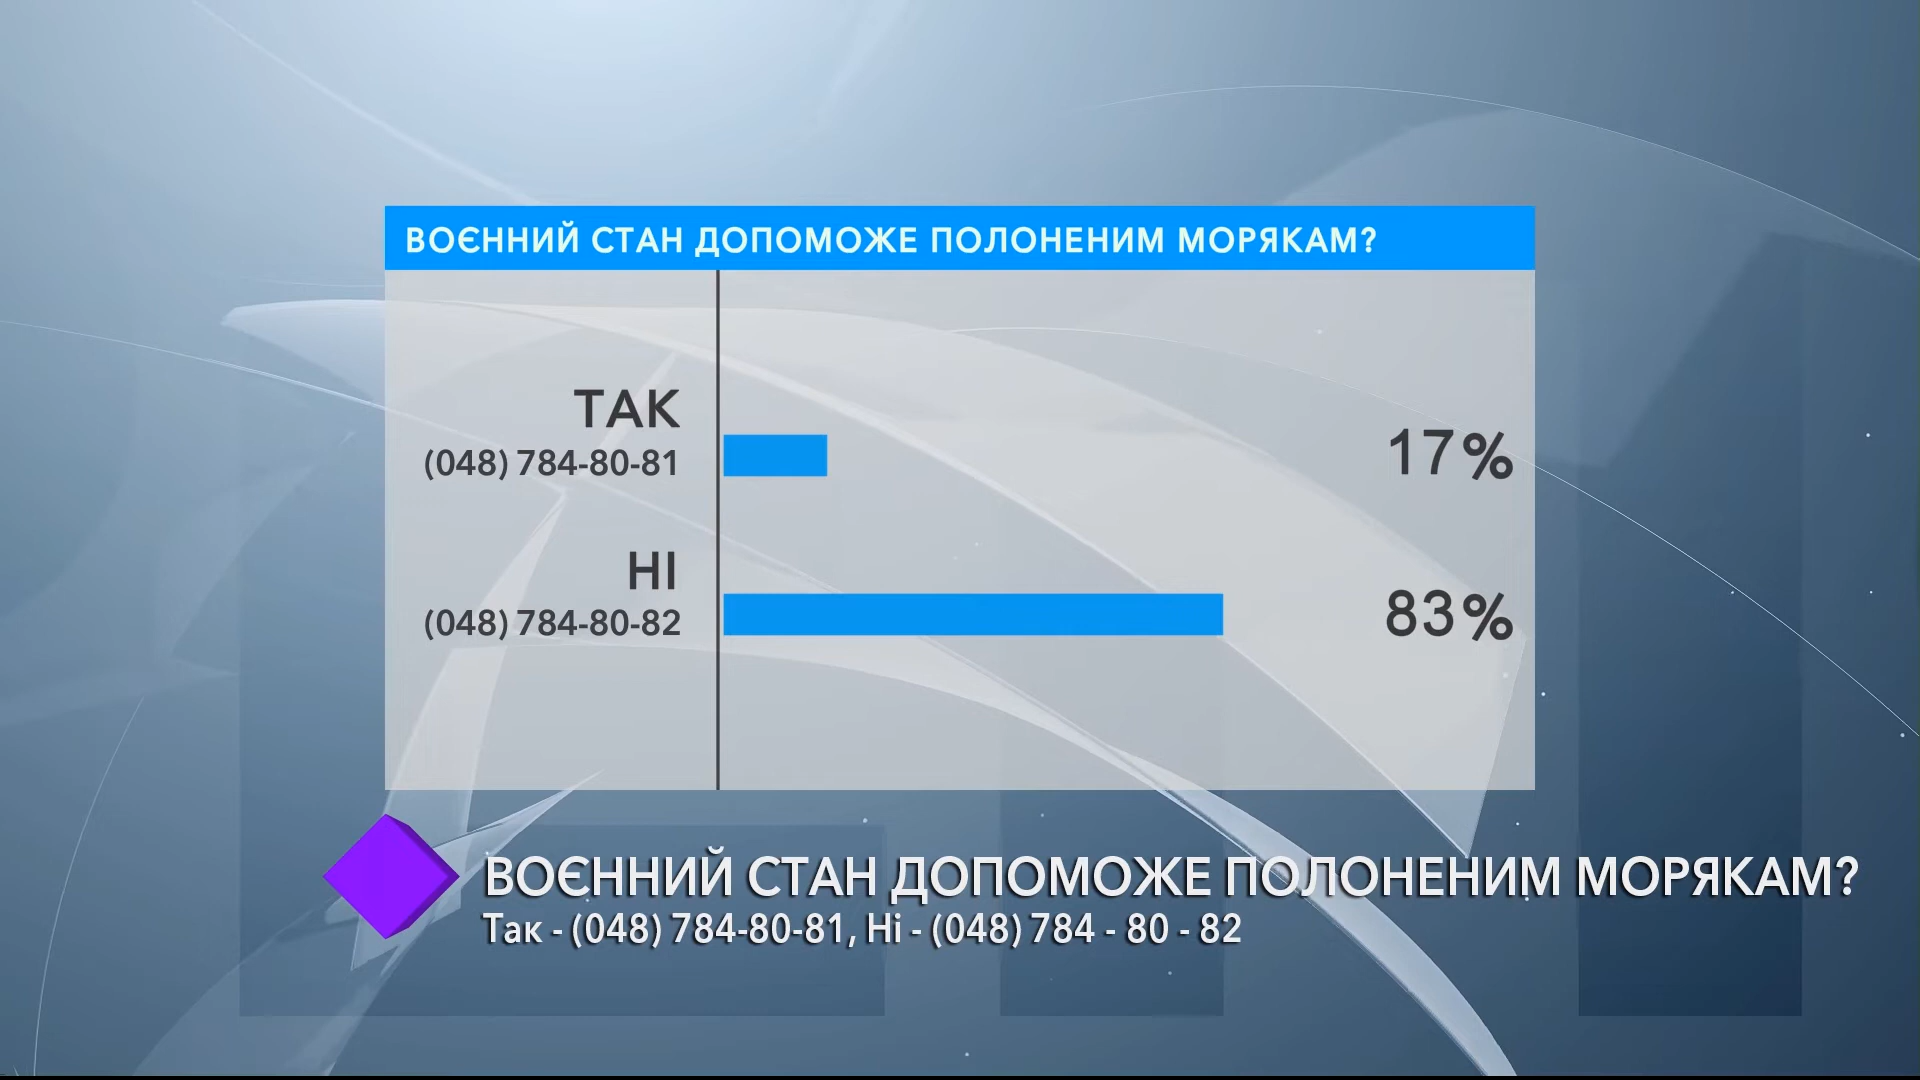 ВОЄННИЙ СТАН ДОПОМОЖЕ ПОЛОНЕНИМ МОРЯКАМ?
ТАК
(048) 784-80-81
17%
НІ
(048) 784-80-82
83%
ВОЄННИЙ СТАН ДОПОМОЖЕ ПОЛОНЕНИМ МОРЯКАМ?
Так - (048) 784-80-81, Ні - (048) 784 - 80 - 82